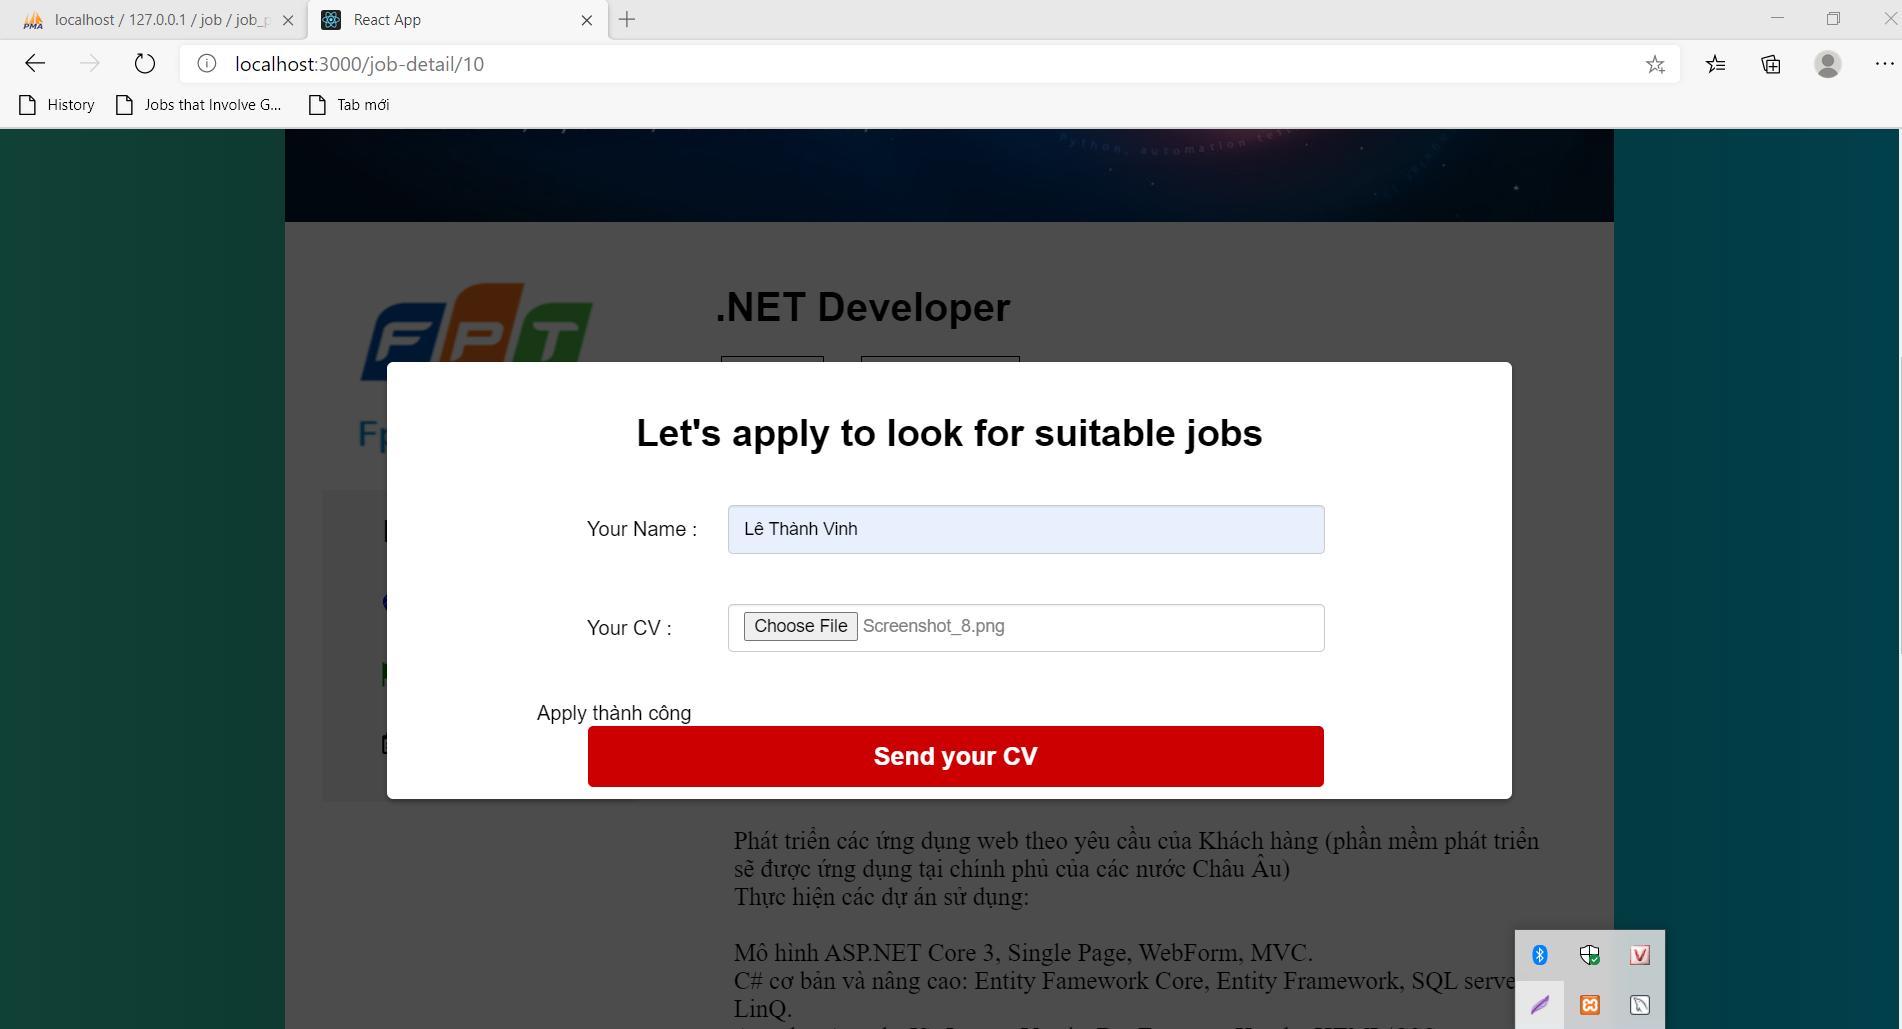 localhost / 127.0.0.1 / job / job_p
React App
localhost:3000/job-detail/10
History
Jobs that Involve G...
Tab mới
Python, automation
FPT
.NET Developer
Let's apply to look for suitable jobs
Your Name :
Lê Thành Vinh
Your CV :
Choose File
Screenshot_8.png
Apply thành công
Send your CV
Phát triển các ứng dụng web theo yêu cầu của Khách hàng (phần mềm phát triển
sẽ được ứng dụng tại chính phủ của các nước Châu Âu)
Thực hiện các dự án sử dụng:
Mô hình ASP.NET Core 3, Single Page, WebForm, MVC.
C# cơ bản và nâng cao: Entity Famework Core, Entity Framework, SQL serve
LinQ.